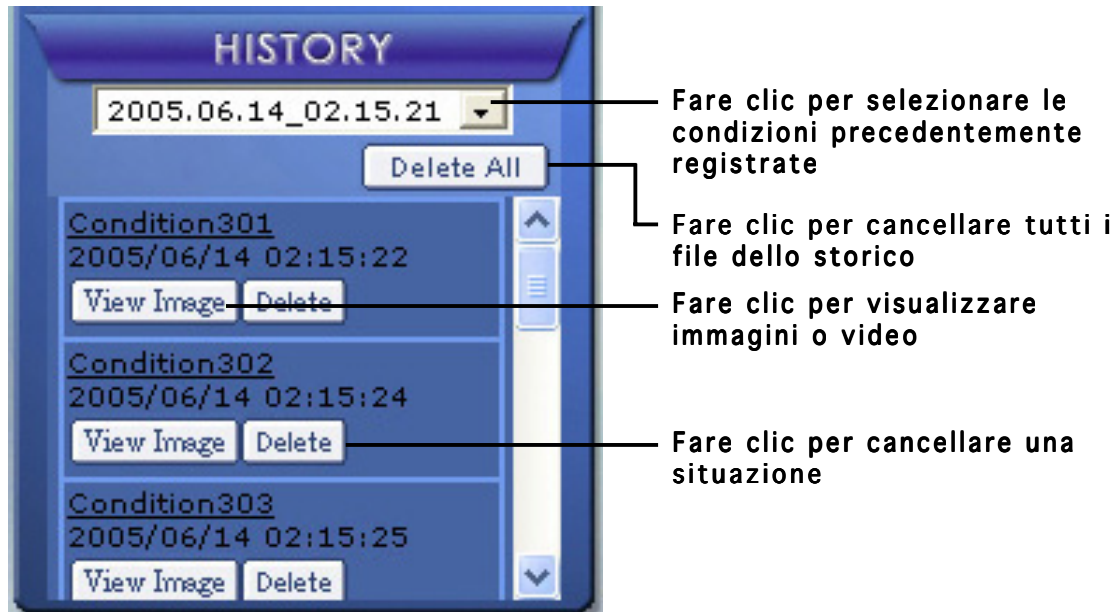 HISTORY
2005.06.14_02.15.21
Delete All
Condition301
2005/06/14 02:15:22
View Image Delete
Condition302
2005/06/14 02:15:24
View Image Delete
Condition303
2005/06/14 02:15:25
View Image Delete
Fare clic per selezionare le
condizioni precedentemente
registrate
Fare clic per cancellare tutti i
file dello storico
Fare clic per visualizzare
immagini o video
Fare clic per cancellare una
situazione